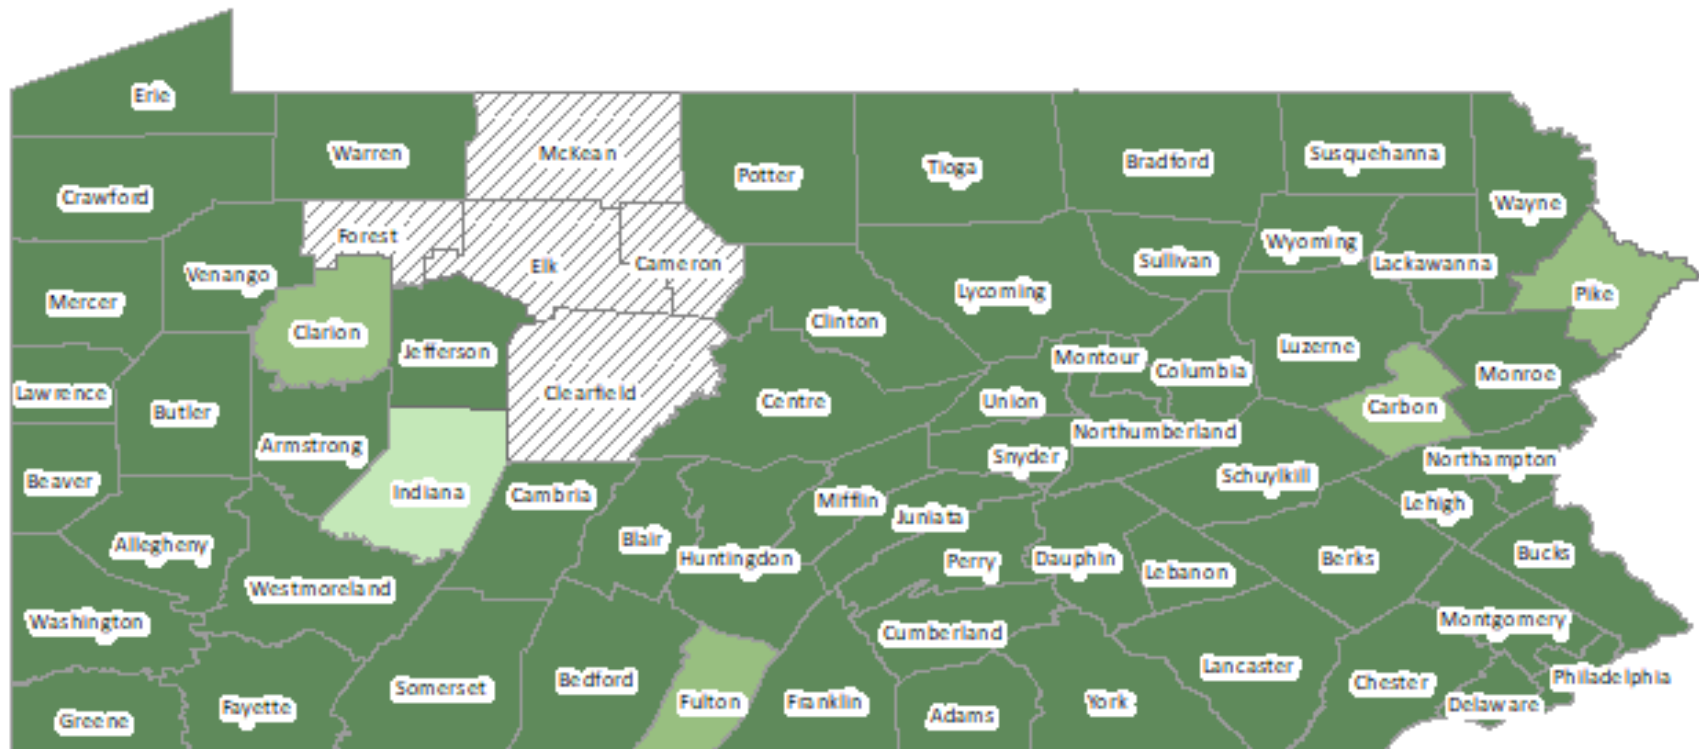 Erie
Warren
McKean
Potter
Tioga
Bradford
Susquehanna
Crawford
Wayne
Forest
Venango
Elk
Cameron
Sullivan
Wyoming
Lackawanna
Mercer
Lycoming
Pike
Clarion
Clinton
Jefferson
Luzerne
Montour
Columbia
Monroe
Lawrence
Butler
Clearfield
Centre
Union
Carbon
Armstrong
Northumberland
Snyder
Northampton
Beaver
Indiana
Cambria
Mifflin
Schuylkill
Lehigh
Juniata
Allegheny
Blair
Huntingdon
Perry
Dauphin
Lebanon
Berks
Bucks
Westmoreland
Washington
Cumberland
Montgomery
Bedford
Lancaster
Philadelphia
Somerset
Fulton
Franklin
York
Chester
Delaware
Greene
Fayette
Adams